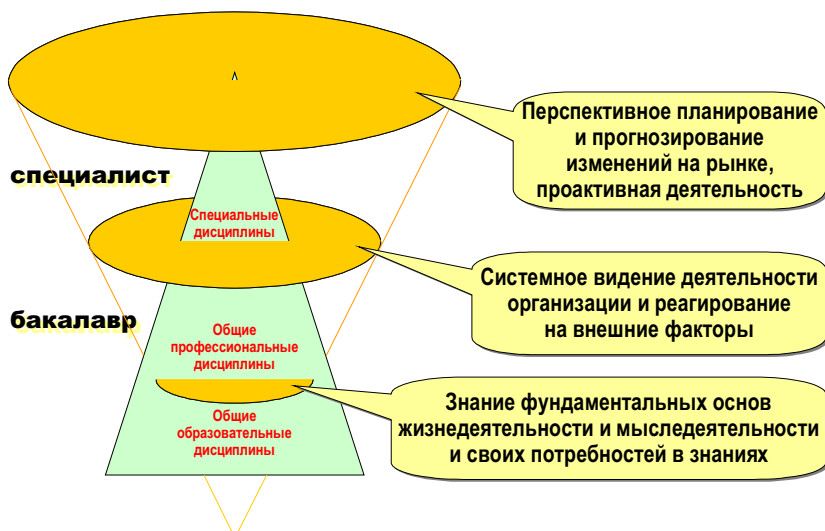 Перспективное планирование
и прогнозирование
изменений на рынке,
проактивная деятельность
специалист
Специальные
дисциплины
Системное видение деятельности
организации и реагирование
на внешние факторы
бакалавр
Общие
профессиональные
дисциплины
Знание фундаментальных основ
жизнедеятельности и мыследеятельности
и своих потребностей в знаниях
Общие
образовательные
дисциплины